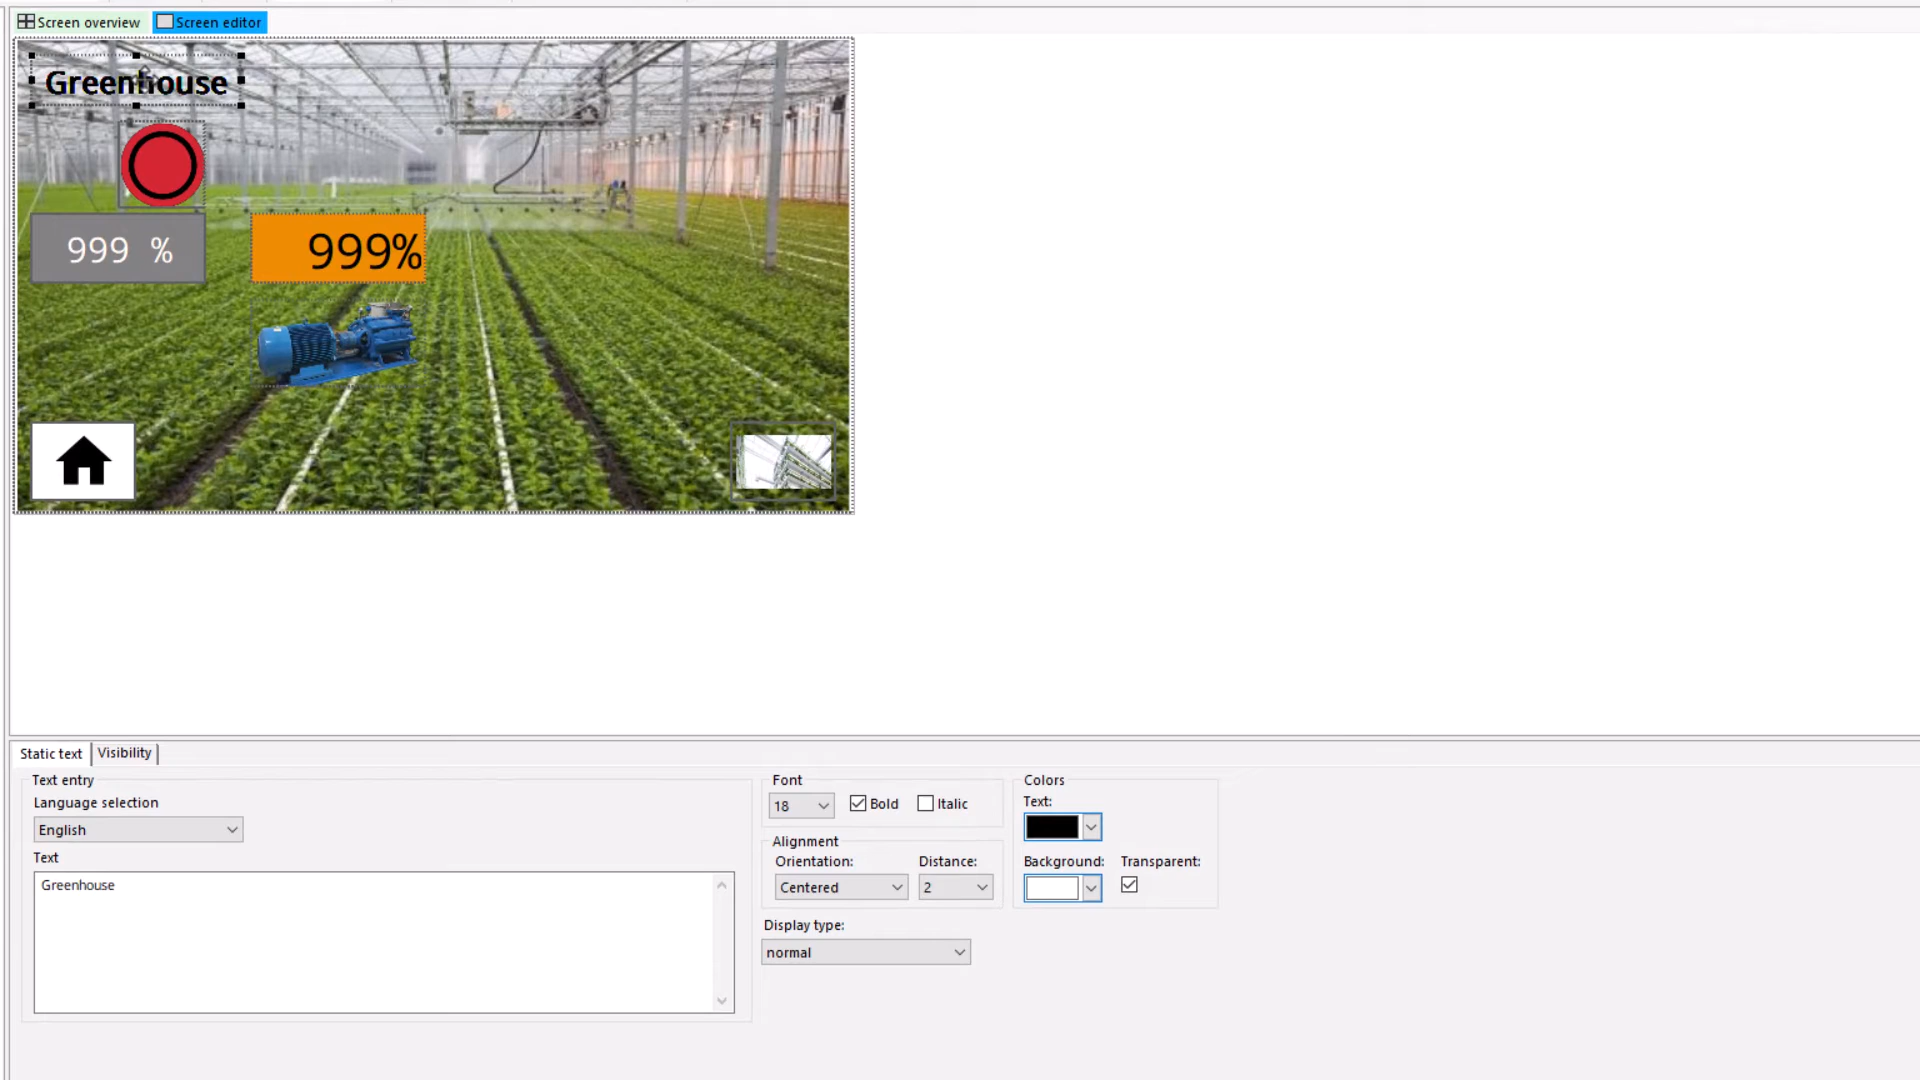 Screen overview Screen editor
Greenhouse
999 %
999%
Static text Visibility
Text entry
Language selection
English
Text
Greenhouse
Font
18 Bold Italic
Alignment
Orientation: Distance:
Centered 2
Display type:
normal
Colors
Text:
Background: Transparent: